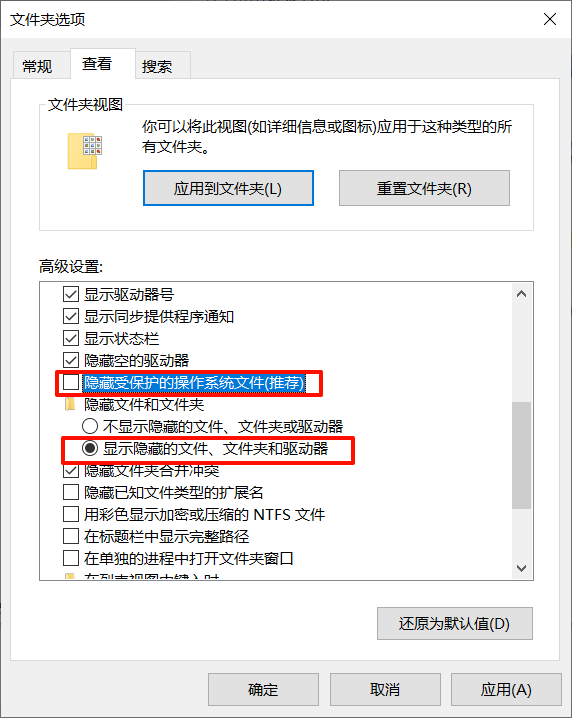 文件夹选项
常规
查看
搜索
文件夹视图
你可以将此视图(如详细信息或图标)应用于这种类型的所
有文件夹。
应用到文件夹(L)
重置文件夹(R)
高级设置:
显示驱动器号
显示同步提供程序通知
显示状态栏
隐藏空的驱动器
隐藏受保护的操作系统文件(推荐)
隐藏文件和文件夹
不显示隐藏的文件、文件夹或驱动器
显示隐藏的文件、文件夹和驱动器
隐藏文件夹合并冲突
隐藏已知文件类型的扩展名
用彩色显示加密或压缩的 NTFS 文件
在标题栏中显示完整路径
在单独的进程中打开文件夹窗口
在列表视图中键入时
还原为默认值(D)
确定
取消
应用(A)